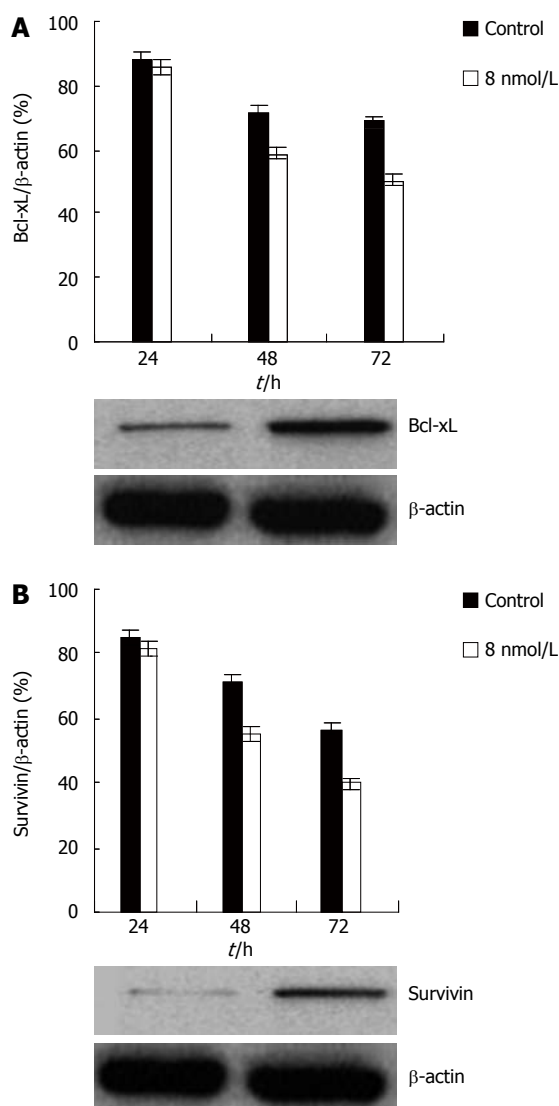 A
Bcl-xL/β-actin (%)
100
80
60
40
20
0
24 48 72
t/h
Control
8 nmol/L
Bcl-xL
β-actin
B
Survivin/β-actin (%)
100
80
60
40
20
0
24 48 72
t/h
Control
8 nmol/L
Survivin
β-actin